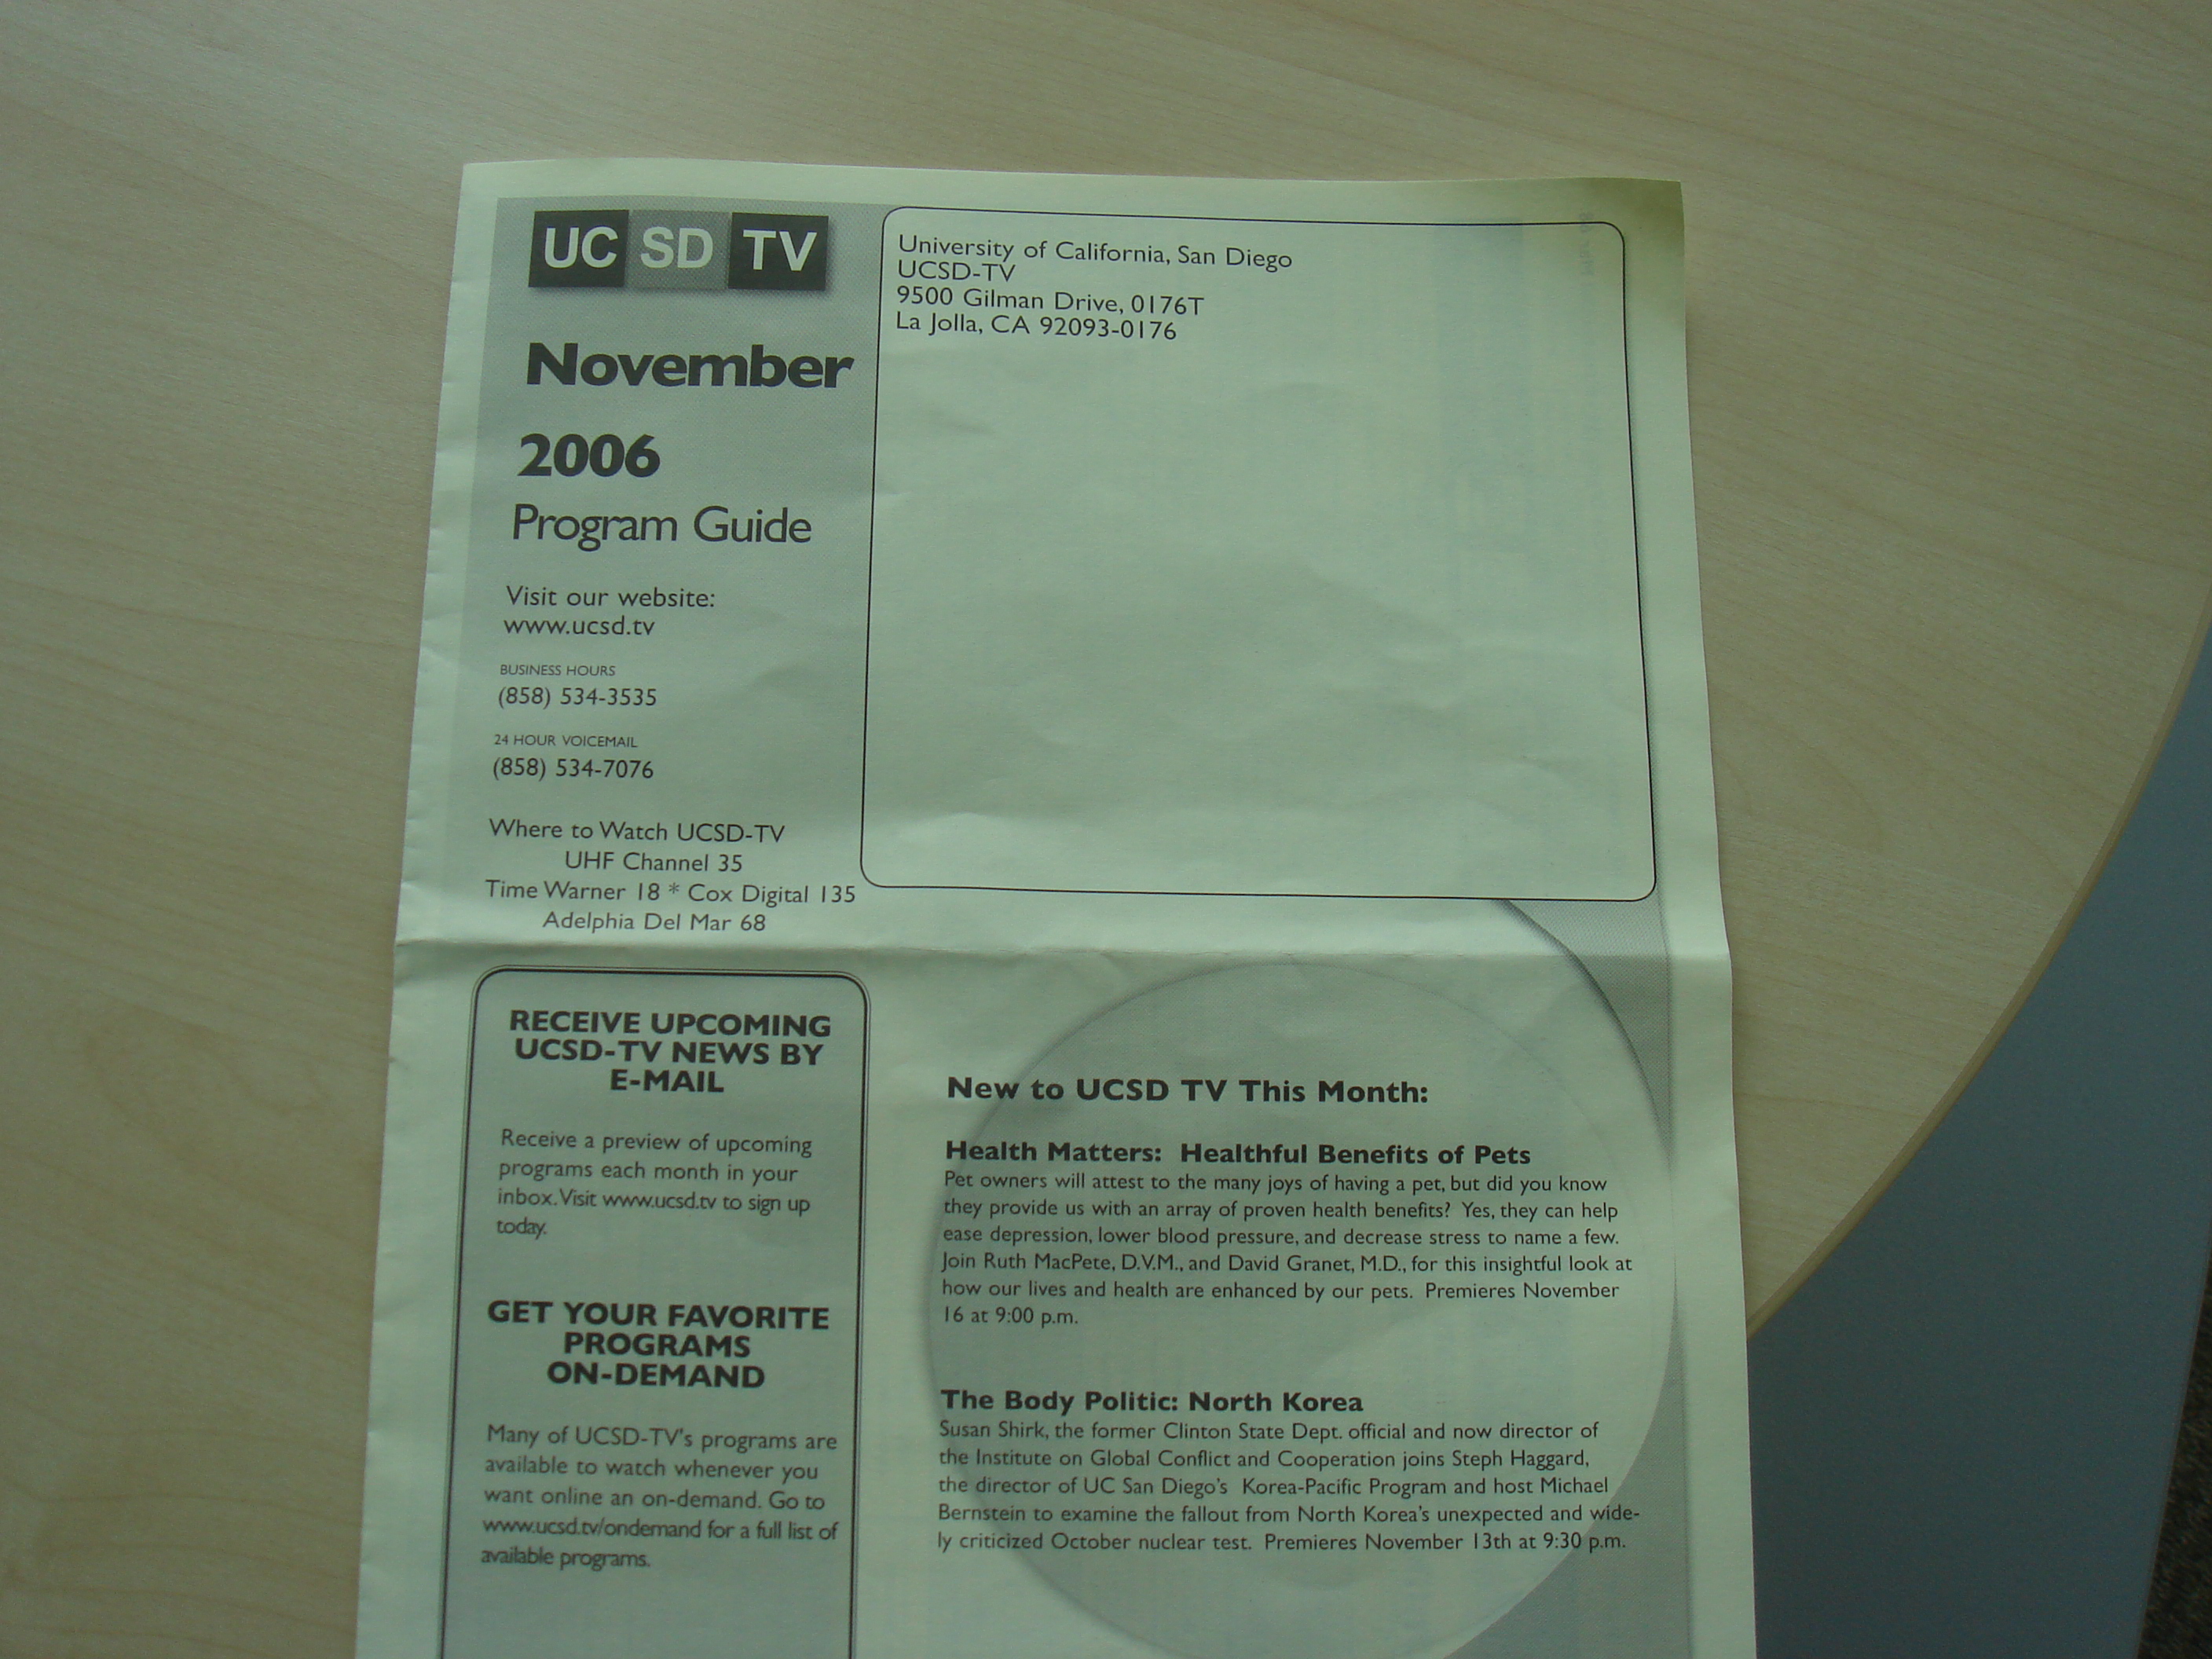 UC SD TV
November
2006
Program Guide
Visit our website:
www.ucsd.tv
BUSINESS HOURS
(858) 534-3535
24 HOUR VOICEMAIL
(858) 534-7076
Where to Watch UCSD-TV
UHF Channel 35
Time Warner 18 * Cox Digital 135
Adelphia Del Mar 68
University of California, San Diego
UCSD-TV
9500 Gilman Drive, 0176T
La Jolla, CA 92093-0176
RECEIVE UPCOMING
UCSD-TV NEWS BY
E-MAIL
Receive a preview of upcoming
programs each month in your
inbox. Visit www.ucsd.tv to sign up
today.
GET YOUR FAVORITE
PROGRAMS
ON-DEMAND
Many of UCSD-TV's programs are
available to watch whenever you
want online an on-demand. Go to
www.ucsd.tv/ondemand for a full list of
available programs.
New to UCSD TV This Month:
Health Matters: Healthful Benefits of Pets
Pet owners will attest to the many joys of having a pet, but did you know
they provide us with an array of proven health benefits? Yes, they can help
ease depression, lower blood pressure, and decrease stress to name a few.
Join Ruth MacPete, D.V.M., and David Granet, M.D., for this insightful look at
how our lives and health are enhanced by our pets. Premieres November
16 at 9:00 p.m.
The Body Politic: North Korea
Susan Shirk, the former Clinton State Dept. official and now director of
the Institute on Global Conflict and Cooperation joins Steph Haggard,
the director of UC San Diego's Korea-Pacific Program and host Michael
Bernstein to examine the fallout from North Korea's unexpected and wide-
ly criticized October nuclear test. Premieres November 13th at 9:30 p.m.